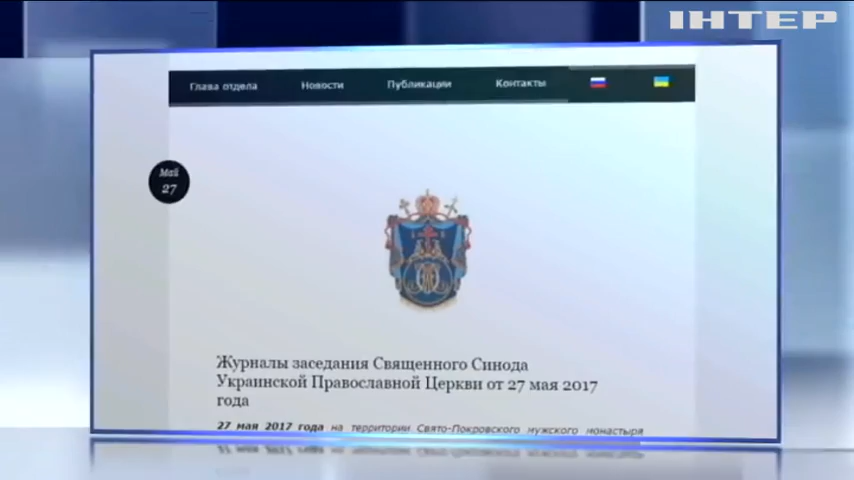 ІНТЕР
Глава отдела Новости Публикации Контакты
Май
27
Журналы заседания Священного Синода
Украинской Православной Церкви от 27 мая 2017
года
27 мая 2017 года на территории Свято-Покровского мужского монастыря